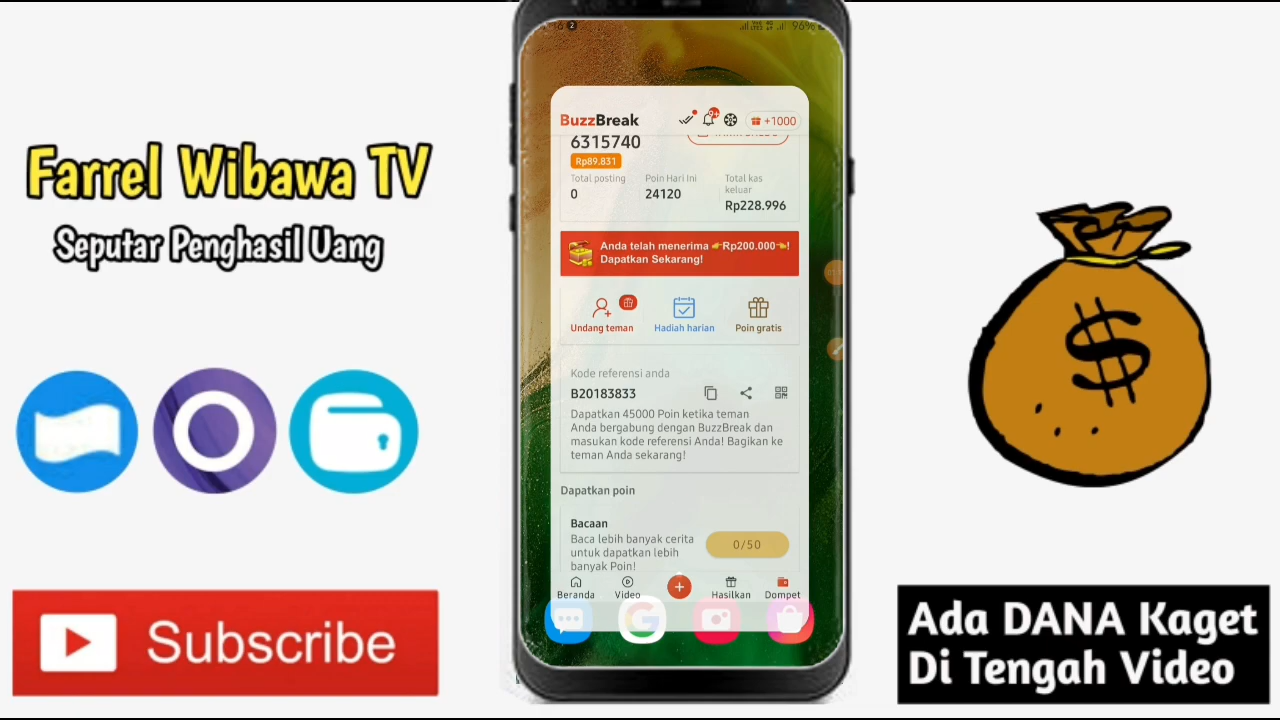 Farrel Wibawa TV
Seputar Penghasil Uang
Subscribe
96%
BuzzBreak
9+
+1000
6315740
Rp89.831
Total posting
Poin Hari Ini
Total kas
keluar
0
24120
Rp228.996
Anda telah menerima 👉Rp200.000👈!
Dapatkan Sekarang!
Undang teman
Hadiah harian
Poin gratis
Kode referensi anda
B20183833
Dapatkan 45000 Poin ketika teman
Anda bergabung dengan BuzzBreak dan
masukan kode referensi Anda! Bagikan ke
teman Anda sekarang!
Dapatkan poin
Bacaan
Baca lebih banyak cerita
untuk dapatkan lebih
banyak Poin!
0/50
Beranda
Video
Hasilkan
Dompet
$
Ada DANA Kaget
Di Tengah Video